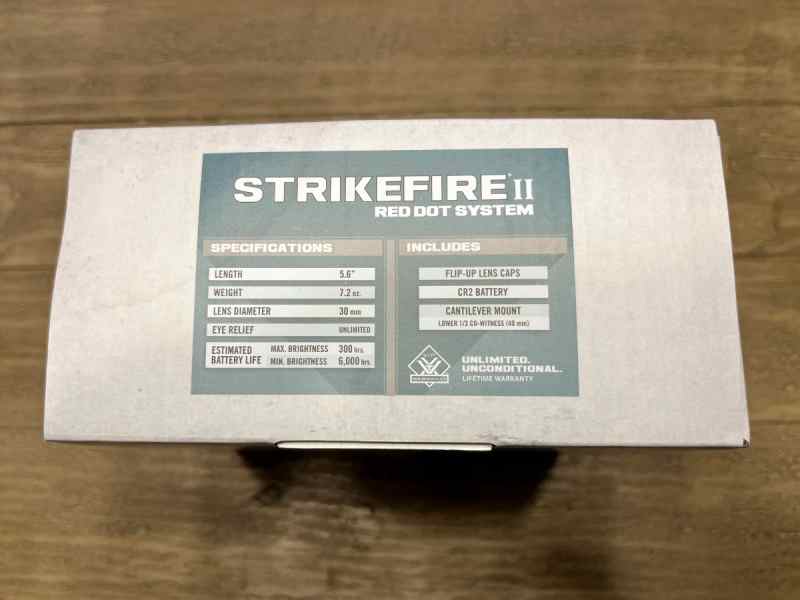 STRIKEFIRE II
RED DOT SYSTEM
SPECIFICATIONS
LENGTH 5.6"
WEIGHT 7.2 oz.
LENS DIAMETER 30 mm
EYE RELIEF UNLIMITED
ESTIMATED BATTERY LIFE
MAX. BRIGHTNESS 300 hrs.
MIN. BRIGHTNESS 6,000 hrs.
INCLUDES
FLIP-UP LENS CAPS
CR2 BATTERY
CANTILEVER MOUNT
LOWER 1/3 CO-WITNESS (40 mm)
UNLIMITED.
UNCONDITIONAL.
LIFETIME WARRANTY